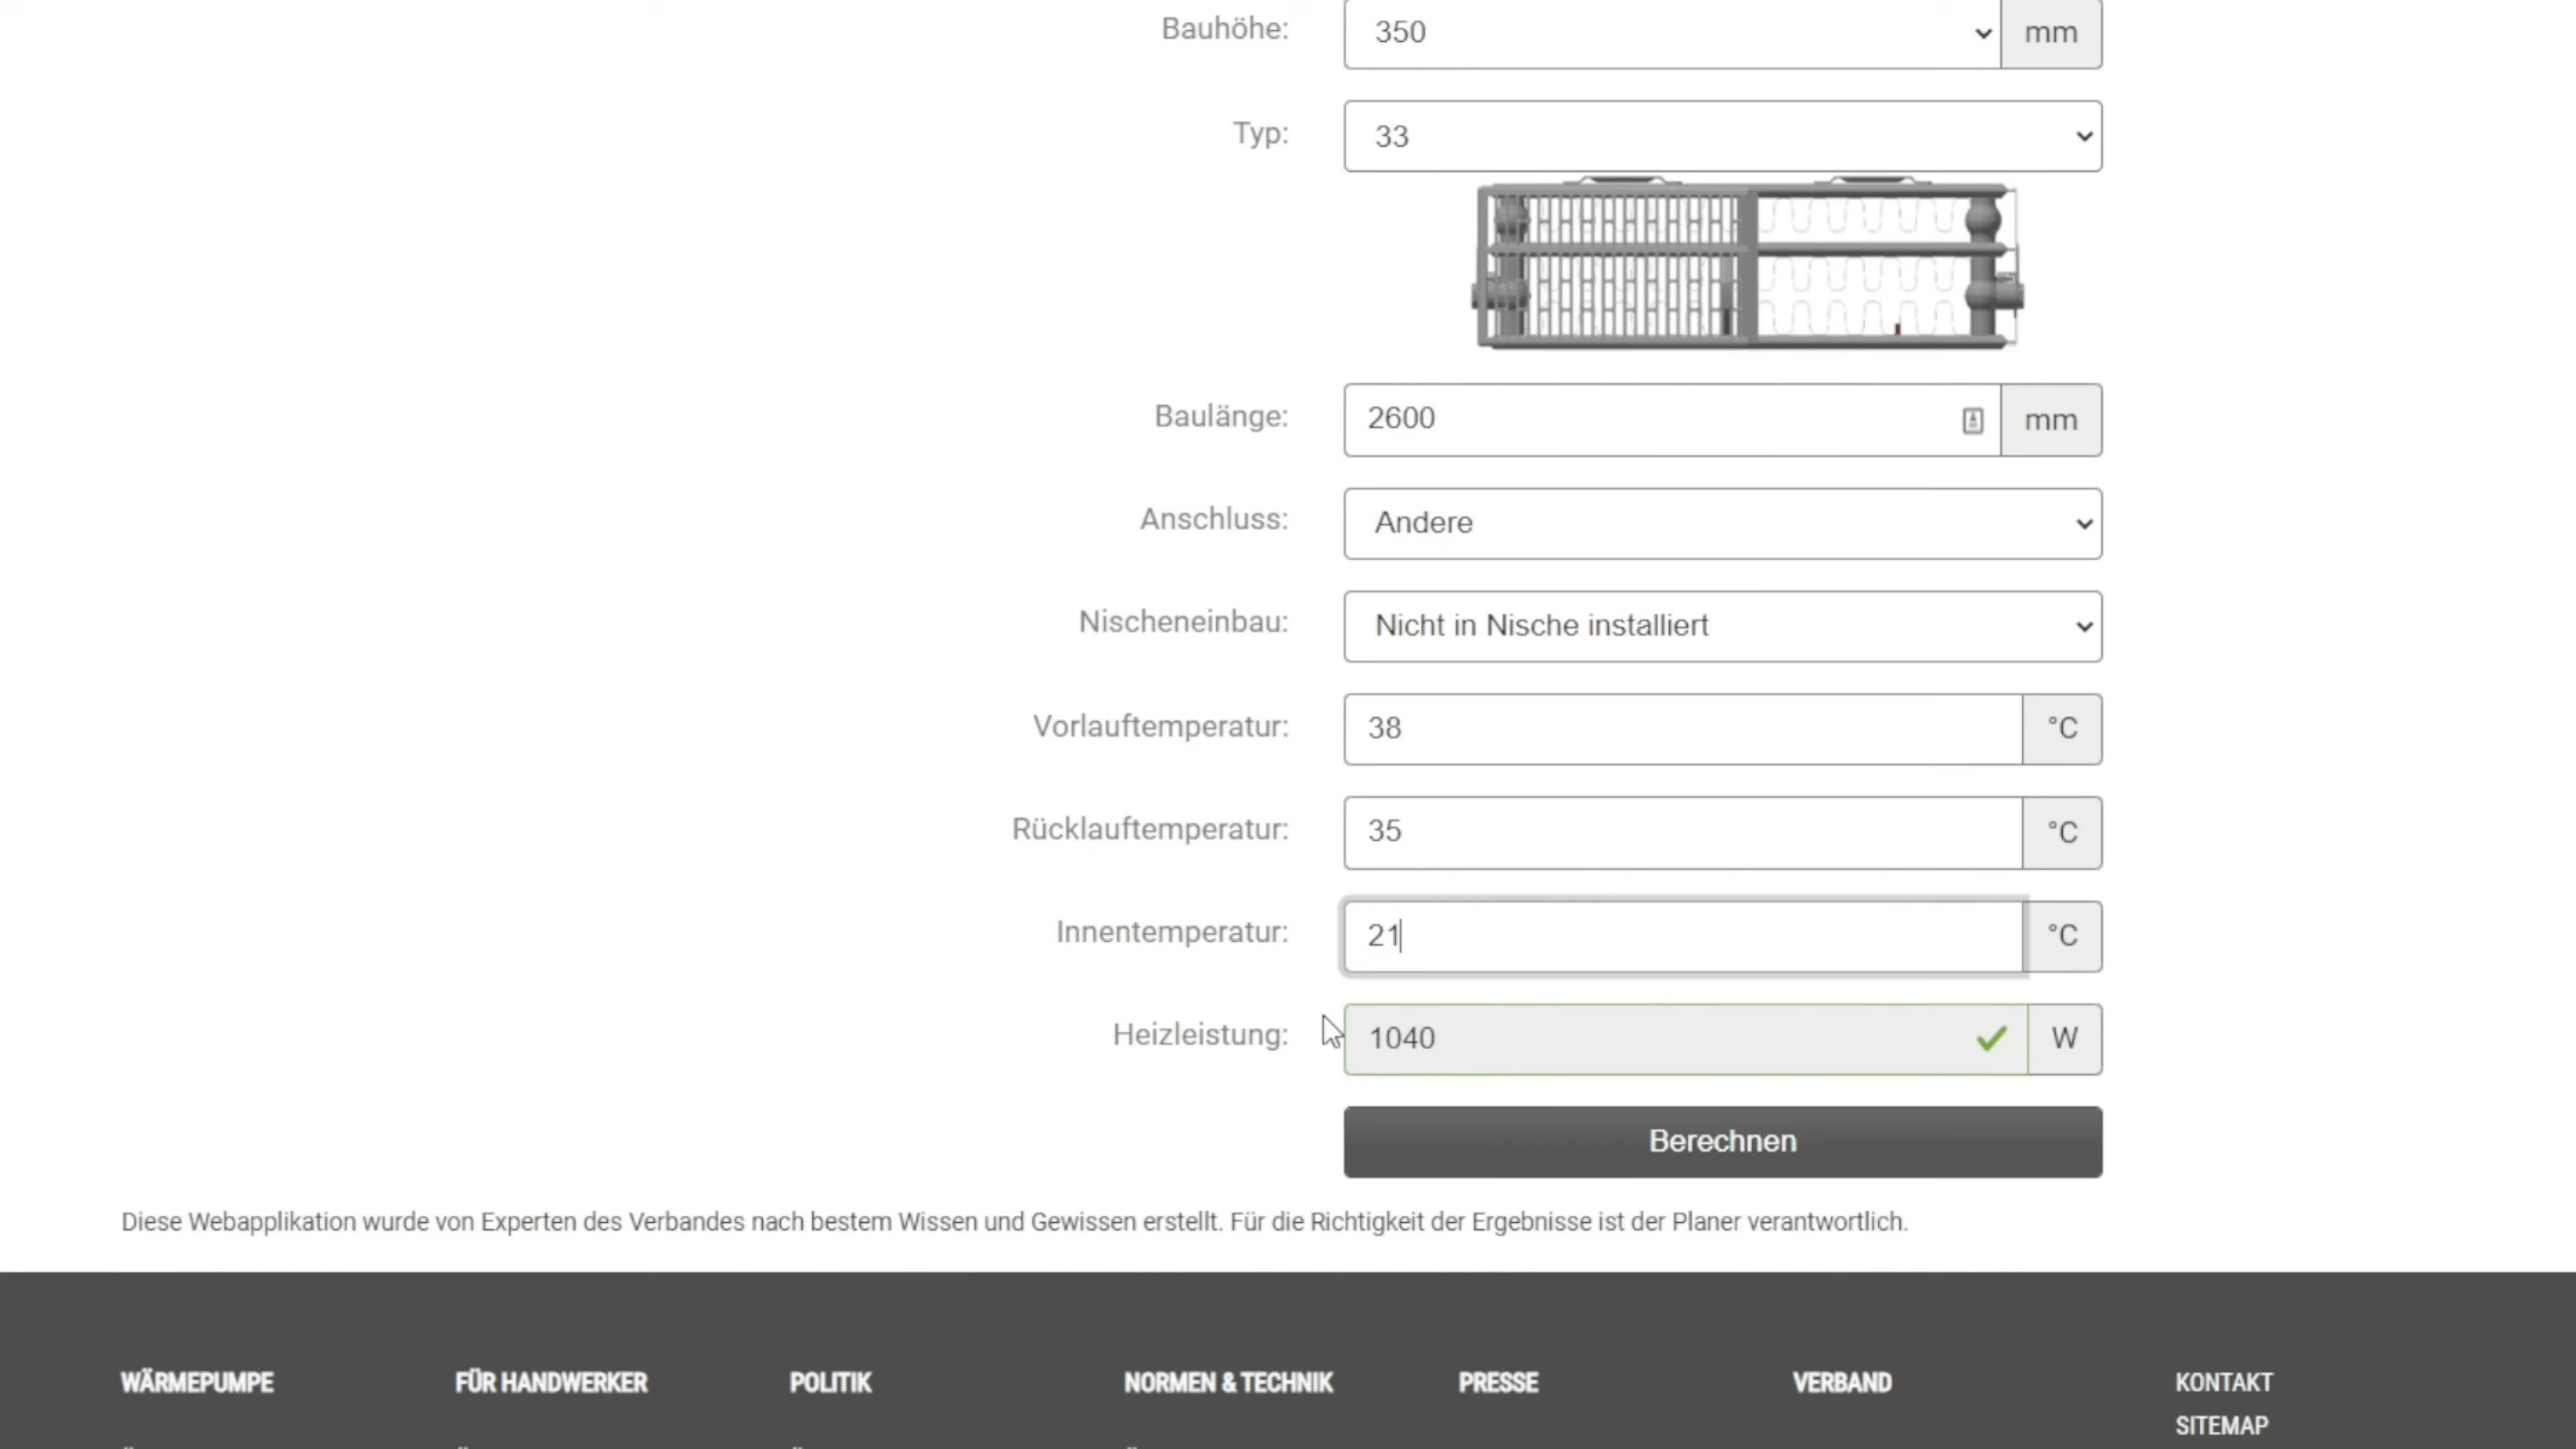 Bauhöhe:
350
mm
Typ:
33
Baulänge:
2600
mm
Anschluss:
Andere
Nischeneinbau:
Nicht in Nische installiert
Vorlauftemperatur:
38
°C
Rücklauftemperatur:
35
°C
Innentemperatur:
21
°C
Heizleistung:
1040
W
Berechnen
Diese Webapplikation wurde von Experten des Verbandes nach bestem Wissen und Gewissen erstellt. Für die Richtigkeit der Ergebnisse ist der Planer verantwortlich.
WÄRMEPUMPE
FÜR HANDWERKER
POLITIK
NORMEN & TECHNIK
PRESSE
VERBAND
KONTAKT
SITEMAP